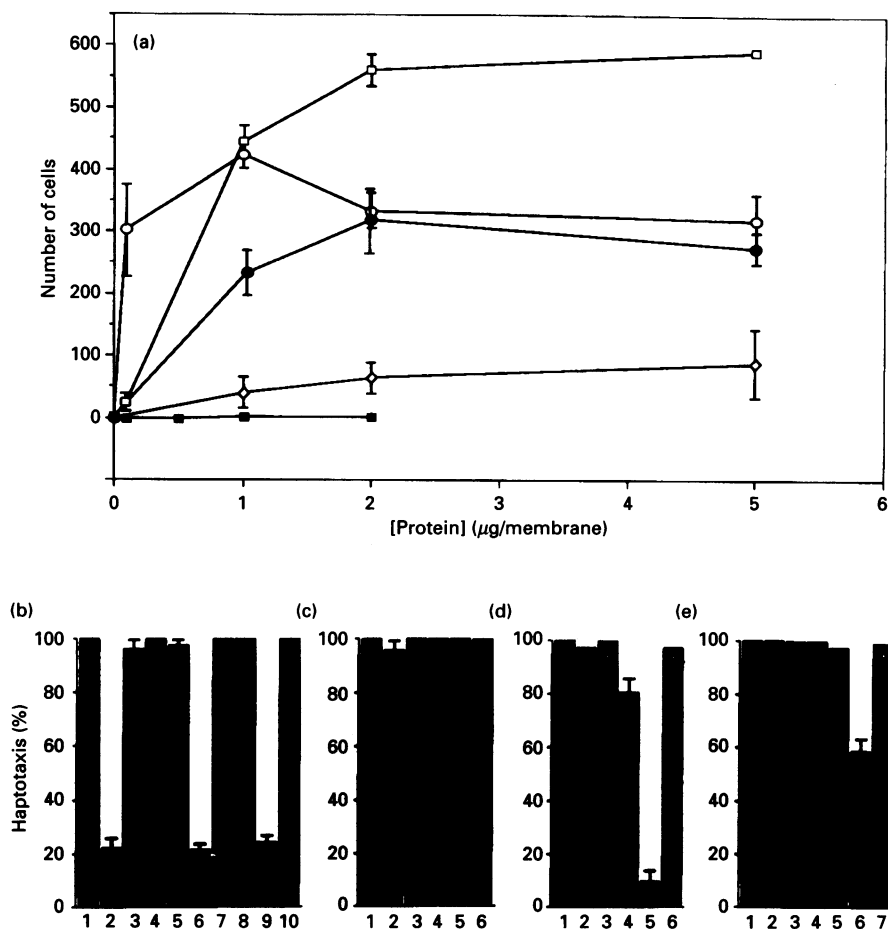 (a)
600
500
400
300
200
100
0
Number of cells
0 1 2 3 4 5 6
[Protein] (μg/membrane)
(b) (c) (d) (e)
Haptotaxis (%)
100 100 100 100
80 80 80 80
60 60 60 60
40 40 40 40
20 20 20 20
0 0 0 0
1 2 3 4 5 6 7 8 9 10 1 2 3 4 5 6 1 2 3 4 5 6 1 2 3 4 5 6 7